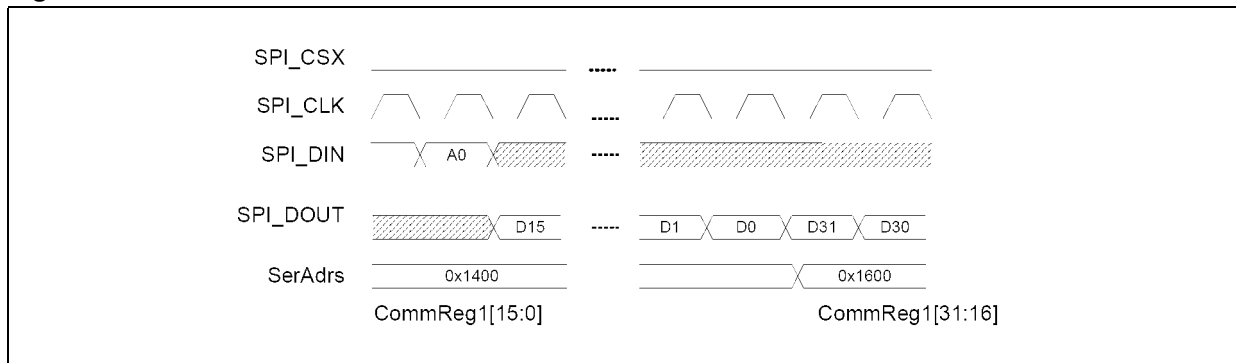 SPI_CSX
SPI_CLK
SPI_DIN A0
SPI_DOUT D15 D1 D0 D31 D30
SerAdrs 0x1400 0x1600
CommReg1[15:0] CommReg1[31:16]